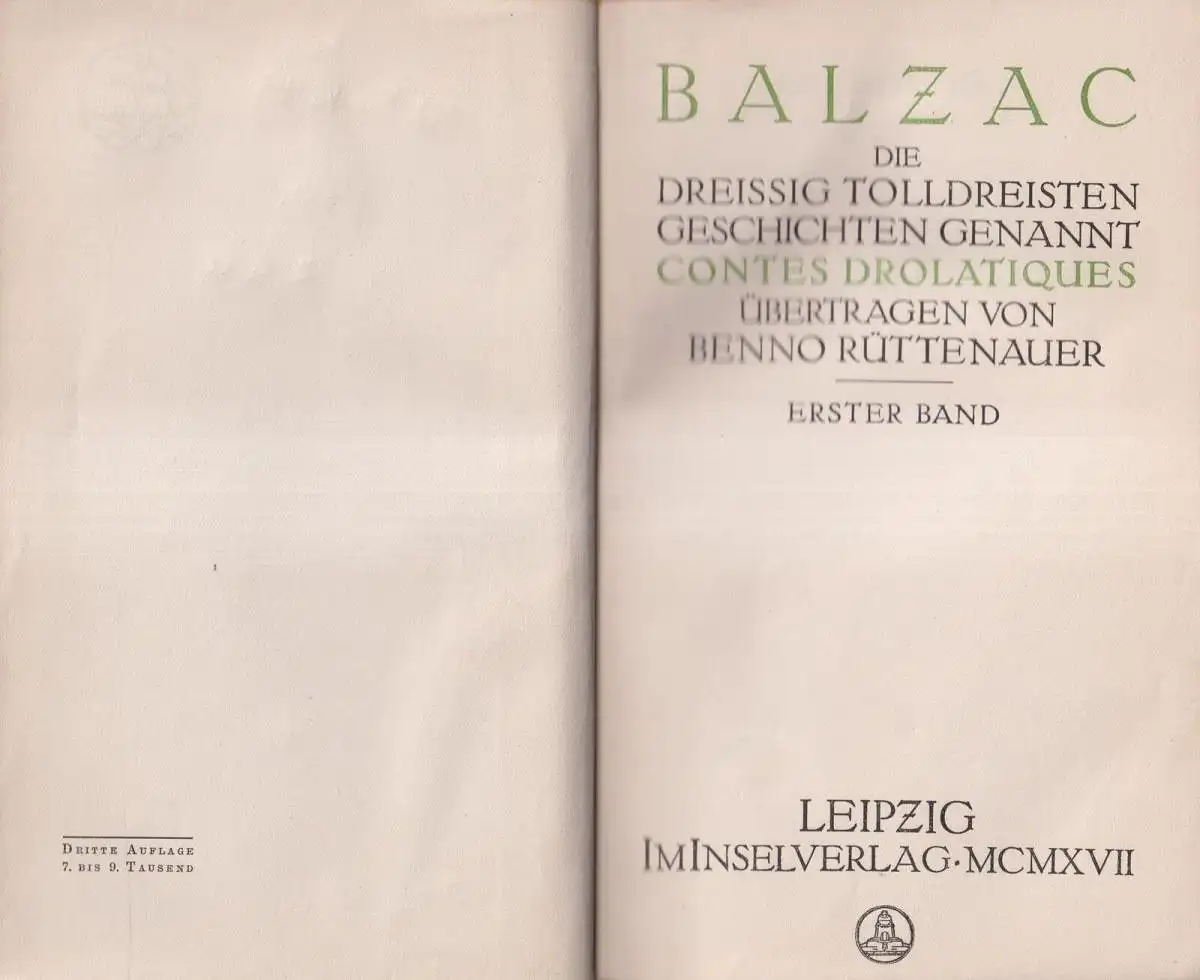 DRITTE AUFLAGE
7. BIS 9. TAUSEND
BALZAC
DIE
DREISSIG TOLLDREISTEN
GESCHICHTEN GENANNT
CONTES DROLATIQUES
ÜBERTRAGEN VON
BENNO RÜTTENAUER
ERSTER BAND
LEIPZIG
IM INSELVERLAG·MCMXVII